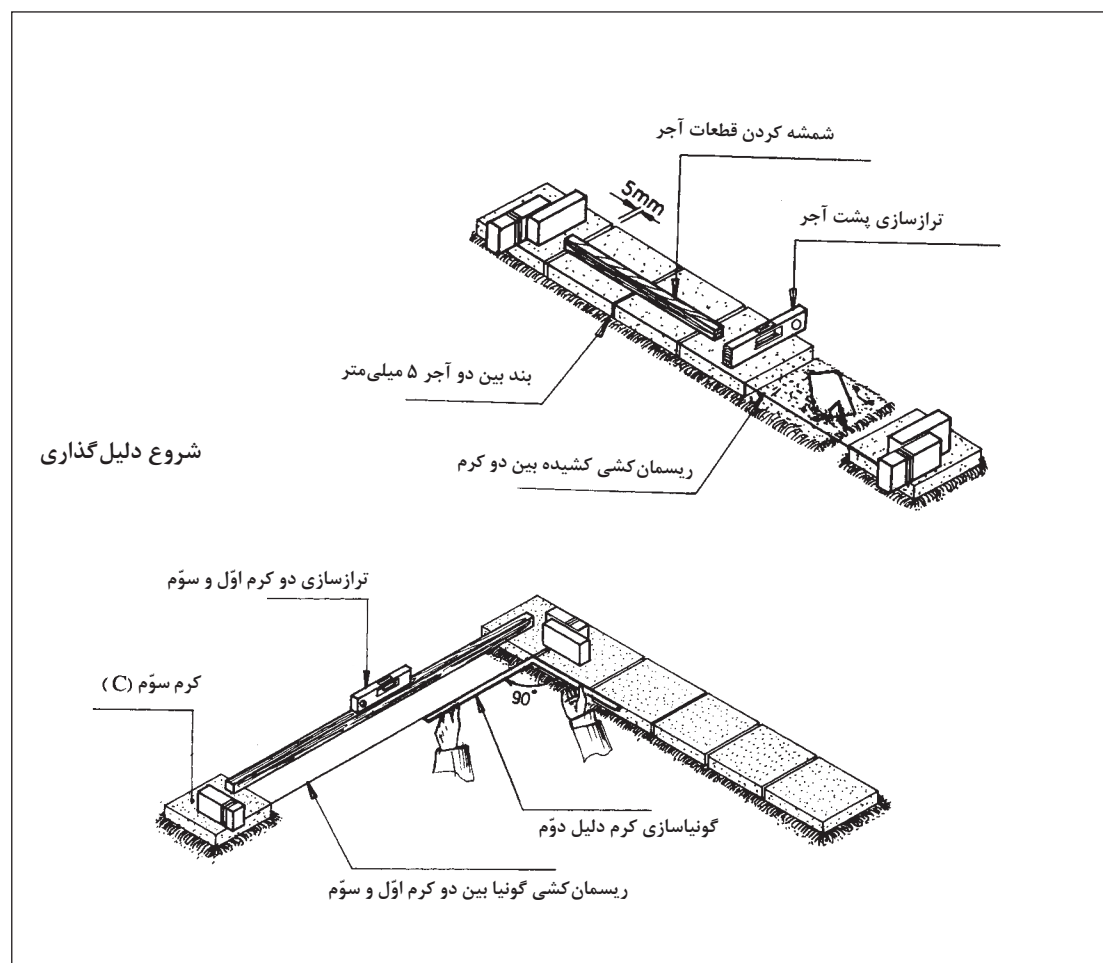 شمشه کردن قطعات آجر
5mm
ترازسازی پشت آجر
بند بین دو آجر ۵ میلی‌متر
ریسمان‌کشی کشیده بین دو کرم
شروع دلیل‌گذاری
ترازسازی دو کرم اوّل و سوّم
کرم سوّم (C)
90°
گونیاسازی کرم دلیل دوّم
ریسمان‌کشی گونیا بین دو کرم اوّل و سوّم